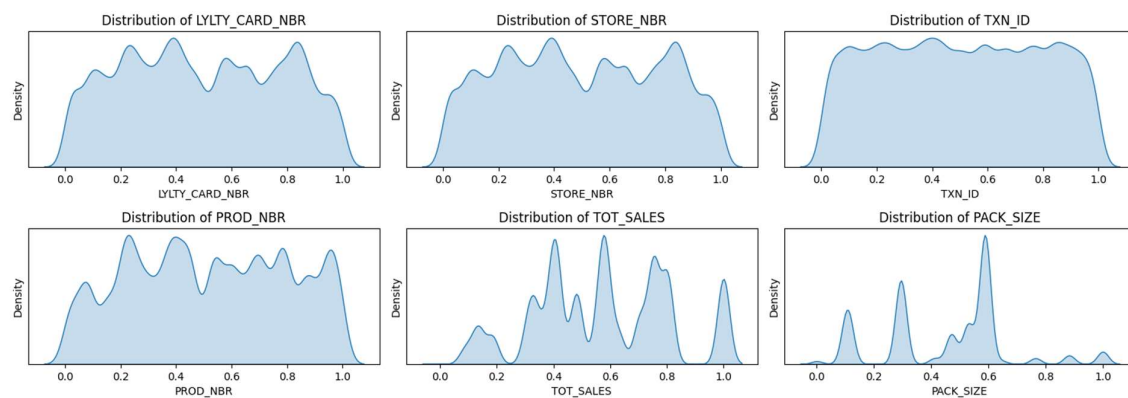 Distribution of LYLTY_CARD_NBR
Density
0.0 0.2 0.4 0.6 0.8 1.0
LYLTY_CARD_NBR
Distribution of STORE_NBR
Density
0.0 0.2 0.4 0.6 0.8 1.0
STORE_NBR
Distribution of TXN_ID
Density
0.0 0.2 0.4 0.6 0.8 1.0
TXN_ID
Distribution of PROD_NBR
Density
0.0 0.2 0.4 0.6 0.8 1.0
PROD_NBR
Distribution of TOT_SALES
Density
0.0 0.2 0.4 0.6 0.8 1.0
TOT_SALES
Distribution of PACK_SIZE
Density
0.0 0.2 0.4 0.6 0.8 1.0
PACK_SIZE